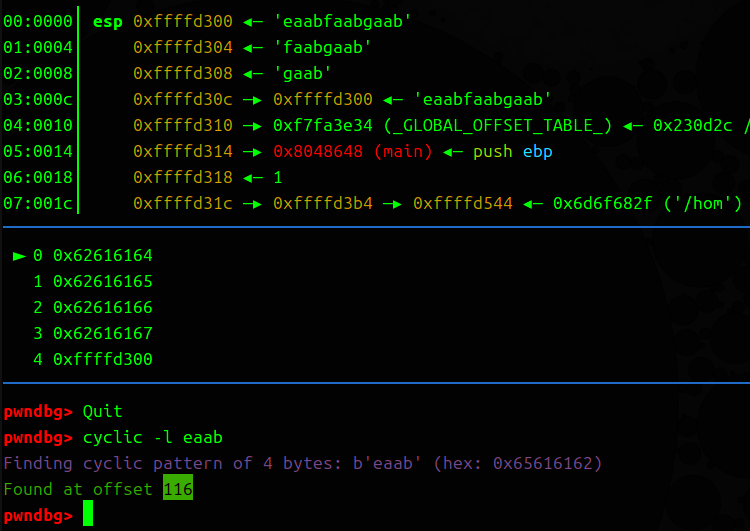 00:0000│ esp 0xffffd300 ◂— 'eaabfaabgaab'
01:0004│     0xffffd304 ◂— 'faabgaab'
02:0008│     0xffffd308 ◂— 'gaab'
03:000c│     0xffffd30c —▸ 0xffffd300 ◂— 'eaabfaabgaab'
04:0010│     0xffffd310 —▸ 0xf7fa3e34 (_GLOBAL_OFFSET_TABLE_) ◂— 0x230d2c /
05:0014│     0xffffd314 —▸ 0x8048648 (main) ◂— push ebp
06:0018│     0xffffd318 ◂— 1
07:001c│     0xffffd31c —▸ 0xffffd3b4 —▸ 0xffffd544 ◂— 0x6d6f682f ('/hom')
► 0 0x62616164
1 0x62616165
2 0x62616166
3 0x62616167
4 0xffffd300
pwndbg> Quit
pwndbg> cyclic -l eaab
Finding cyclic pattern of 4 bytes: b'eaab' (hex: 0x65616162)
Found at offset 116
pwndbg>